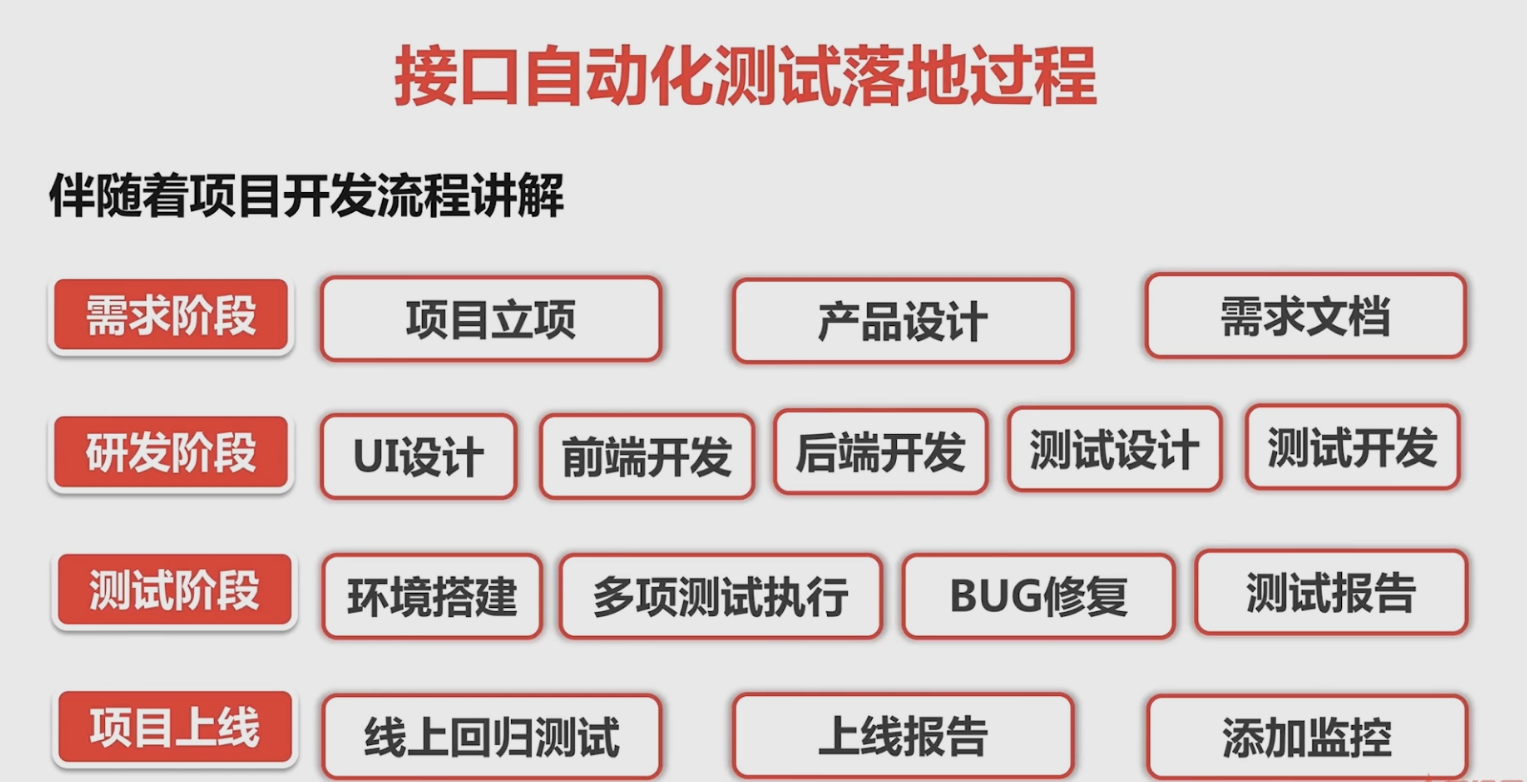 接口自动化测试落地过程
伴随着项目开发流程讲解
需求阶段 项目立项 产品设计 需求文档
研发阶段 UI设计 前端开发 后端开发 测试设计 测试开发
测试阶段 环境搭建 多项测试执行 BUG修复 测试报告
项目上线 线上回归测试 上线报告 添加监控